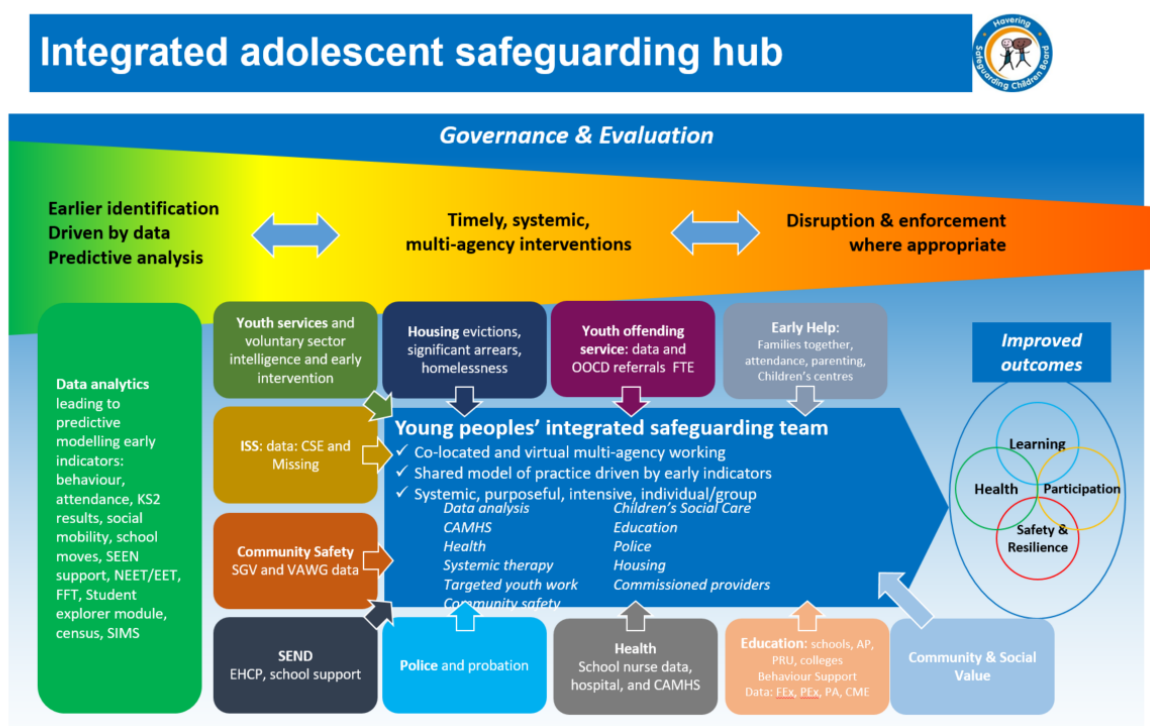 Integrated adolescent safeguarding hub
Havering
Safeguarding Children Board
Governance & Evaluation
Earlier identification
Driven by data
Predictive analysis
Timely, systemic,
multi-agency interventions
Disruption & enforcement
where appropriate
Data analytics
leading to
predictive
modelling early
indicators:
behaviour,
attendance, KS2
results, social
mobility, school
moves, SEEN
support, NEET/EET,
FFT, Student
explorer module,
census, SIMS
Youth services and
voluntary sector
intelligence and early
intervention
Housing evictions,
significant arrears,
homelessness
Youth offending
service: data and
OOCD referrals  FTE
Early Help:
Families together,
attendance, parenting,
Children's centres
ISS: data: CSE and
Missing
Community Safety
SGV and VAWG data
SEND
EHCP, school support
Young peoples' integrated safeguarding team
✓ Co-located and virtual multi-agency working
✓ Shared model of practice driven by early indicators
✓ Systemic, purposeful, intensive, individual/group
Data analysis
CAMHS
Health
Systemic therapy
Targeted youth work
Community safety
Children's Social Care
Education
Police
Housing
Commissioned providers
Police and probation
Health
School nurse data,
hospital, and CAMHS
Education: schools, AP,
PRU, colleges
Behaviour Support
Data: FEx, PEx, PA, CME
Community & Social
Value
Improved
outcomes
Learning
Health
Participation
Safety &
Resilience